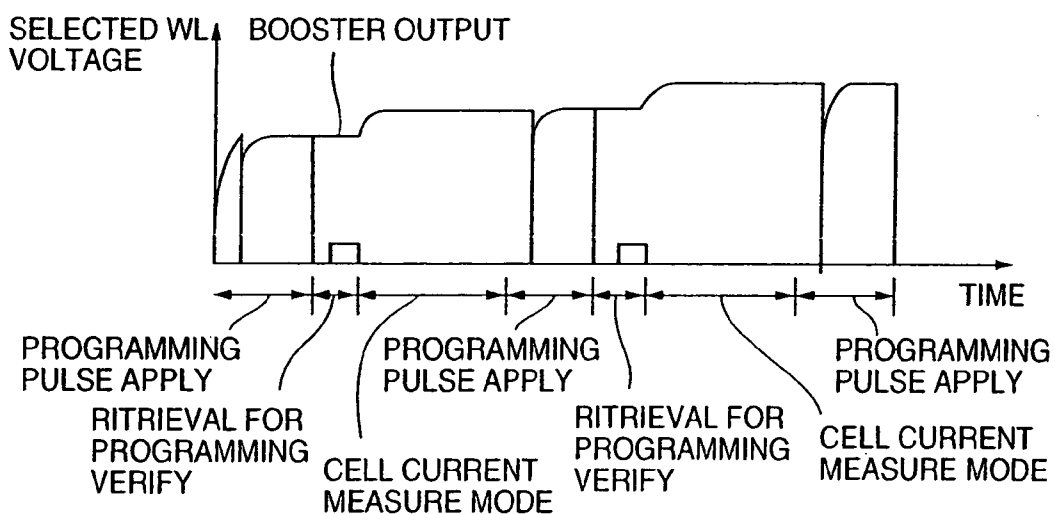 SELECTED WL
VOLTAGE
BOOSTER OUTPUT
TIME
PROGRAMMING
PULSE APPLY
RITRIEVAL FOR
PROGRAMMING
VERIFY
CELL CURRENT
MEASURE MODE
PROGRAMMING
PULSE APPLY
RITRIEVAL FOR
PROGRAMMING
VERIFY
CELL CURRENT
MEASURE MODE
PROGRAMMING
PULSE APPLY